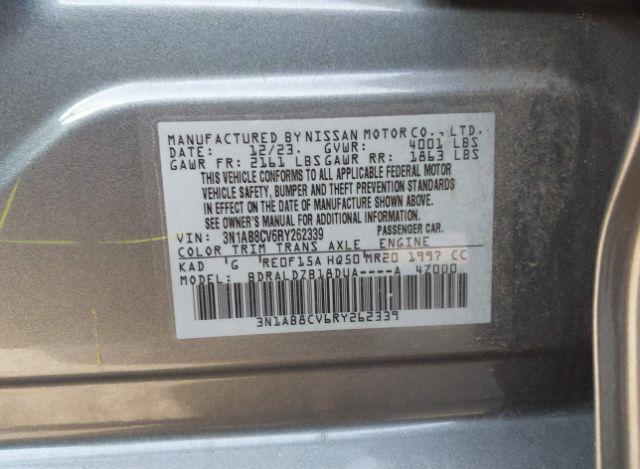 MANUFACTURED BY NISSAN MOTOR CO., LTD.
DATE: 12/23. GVWR: 4001 LBS
GAWR FR: 2161 LBS GAWR RR: 1863 LBS
THIS VEHICLE CONFORMS TO ALL APPLICABLE FEDERAL MOTOR
VEHICLE SAFETY, BUMPER AND THEFT PREVENTION STANDARDS
IN EFFECT ON THE DATE OF MANUFACTURE SHOWN ABOVE.
SEE OWNER'S MANUAL FOR ADDITIONAL INFORMATION.
VIN: 3N1AB8CV6RY262339 PASSENGER CAR.
COLOR TRIM TRANS AXLE ENGINE
KAD G RE0F15A HQ50 MR20 1997 CC
MODEL: BDRALDZB18DUA----A 47000
3N1AB8CV6RY262339